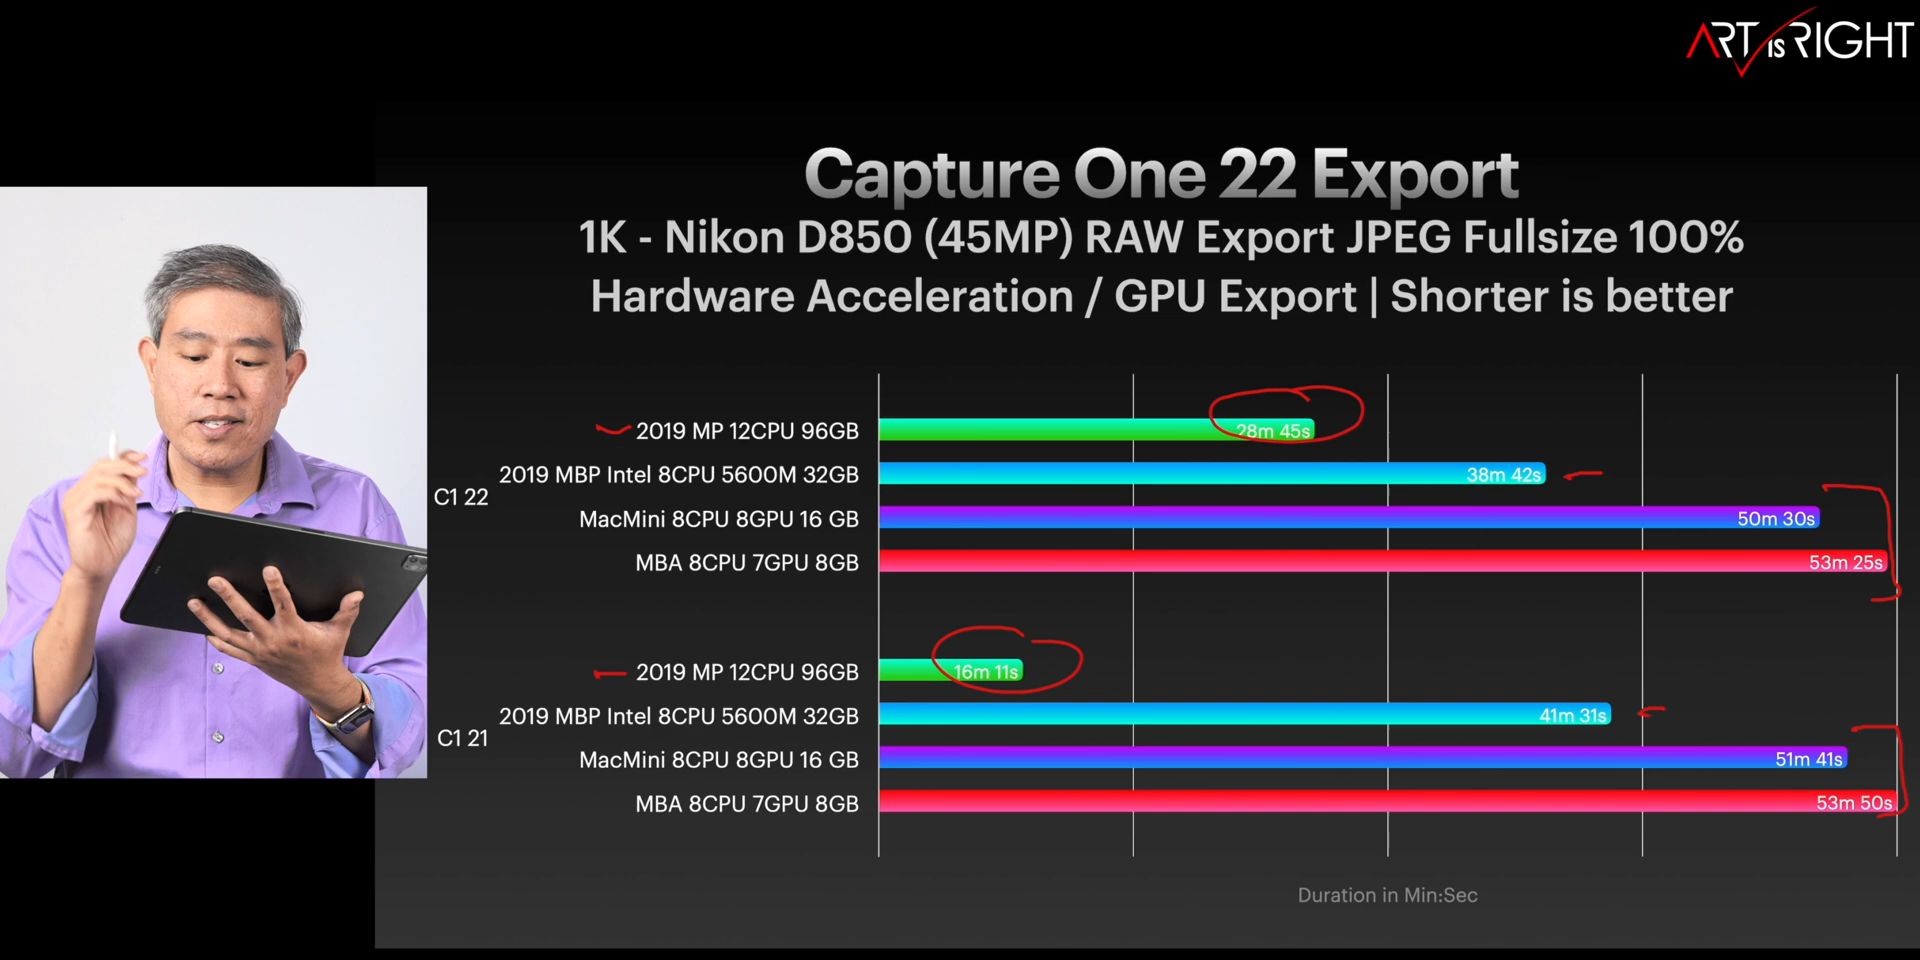 ART IS RIGHT
Capture One 22 Export
1K - Nikon D850 (45MP) RAW Export JPEG Fullsize 100%
Hardware Acceleration / GPU Export | Shorter is better
C1 22
2019 MP 12CPU 96GB 28m 45s
2019 MBP Intel 8CPU 5600M 32GB 38m 42s
MacMini 8CPU 8GPU 16 GB 50m 30s
MBA 8CPU 7GPU 8GB 53m 25s
C1 21
2019 MP 12CPU 96GB 16m 11s
2019 MBP Intel 8CPU 5600M 32GB 41m 31s
MacMini 8CPU 8GPU 16 GB 51m 41s
MBA 8CPU 7GPU 8GB 53m 50s
Duration in Min:Sec